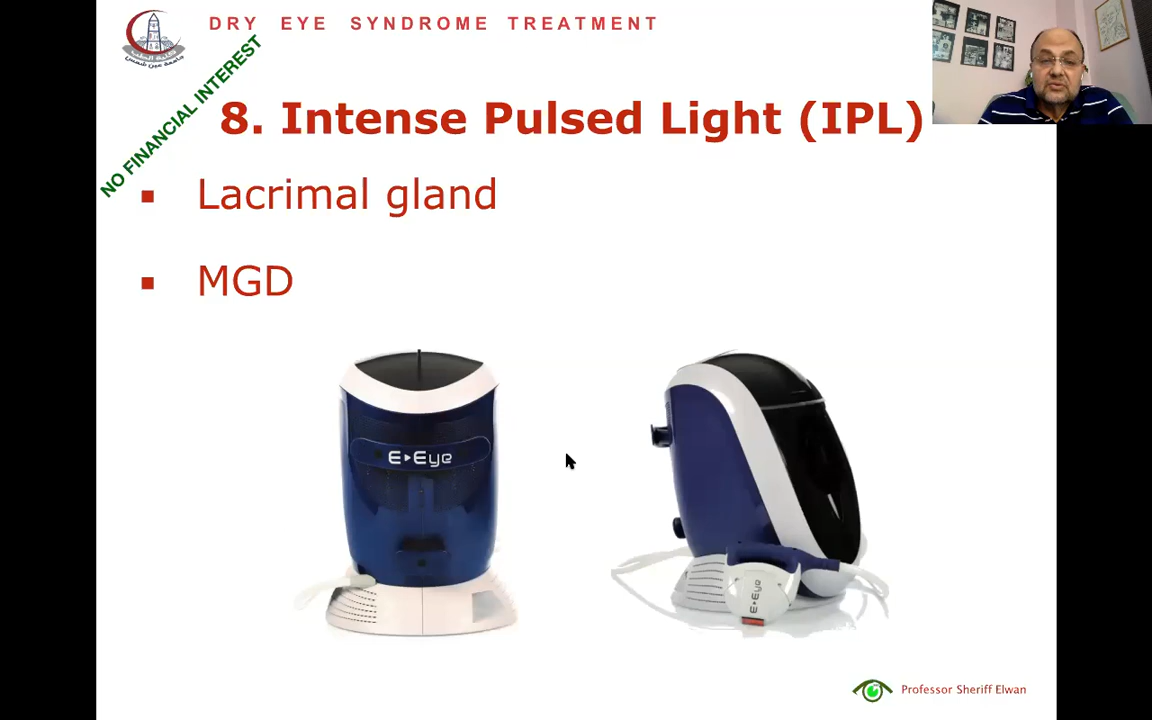 DRY EYE SYNDROME TREATMENT
NO FINANCIAL INTEREST
8. Intense Pulsed Light (IPL)
Lacrimal gland
MGD
E Eye
E Eye
Professor Sheriff Elwan